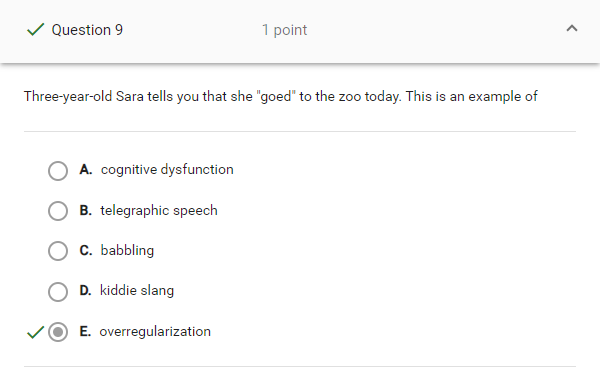 Question 9 1 point
Three-year-old Sara tells you that she "goed" to the zoo today. This is an example of
A. cognitive dysfunction
B. telegraphic speech
C. babbling
D. kiddie slang
E. overregularization